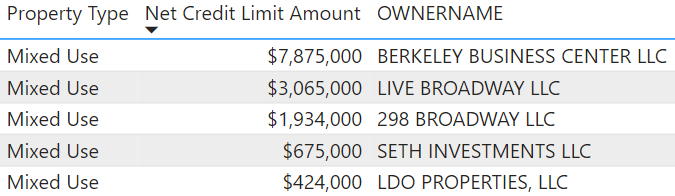 Property Type Net Credit Limit Amount OWNERNAME
Mixed Use $7,875,000 BERKELEY BUSINESS CENTER LLC
Mixed Use $3,065,000 LIVE BROADWAY LLC
Mixed Use $1,934,000 298 BROADWAY LLC
Mixed Use $675,000 SETH INVESTMENTS LLC
Mixed Use $424,000 LDO PROPERTIES, LLC